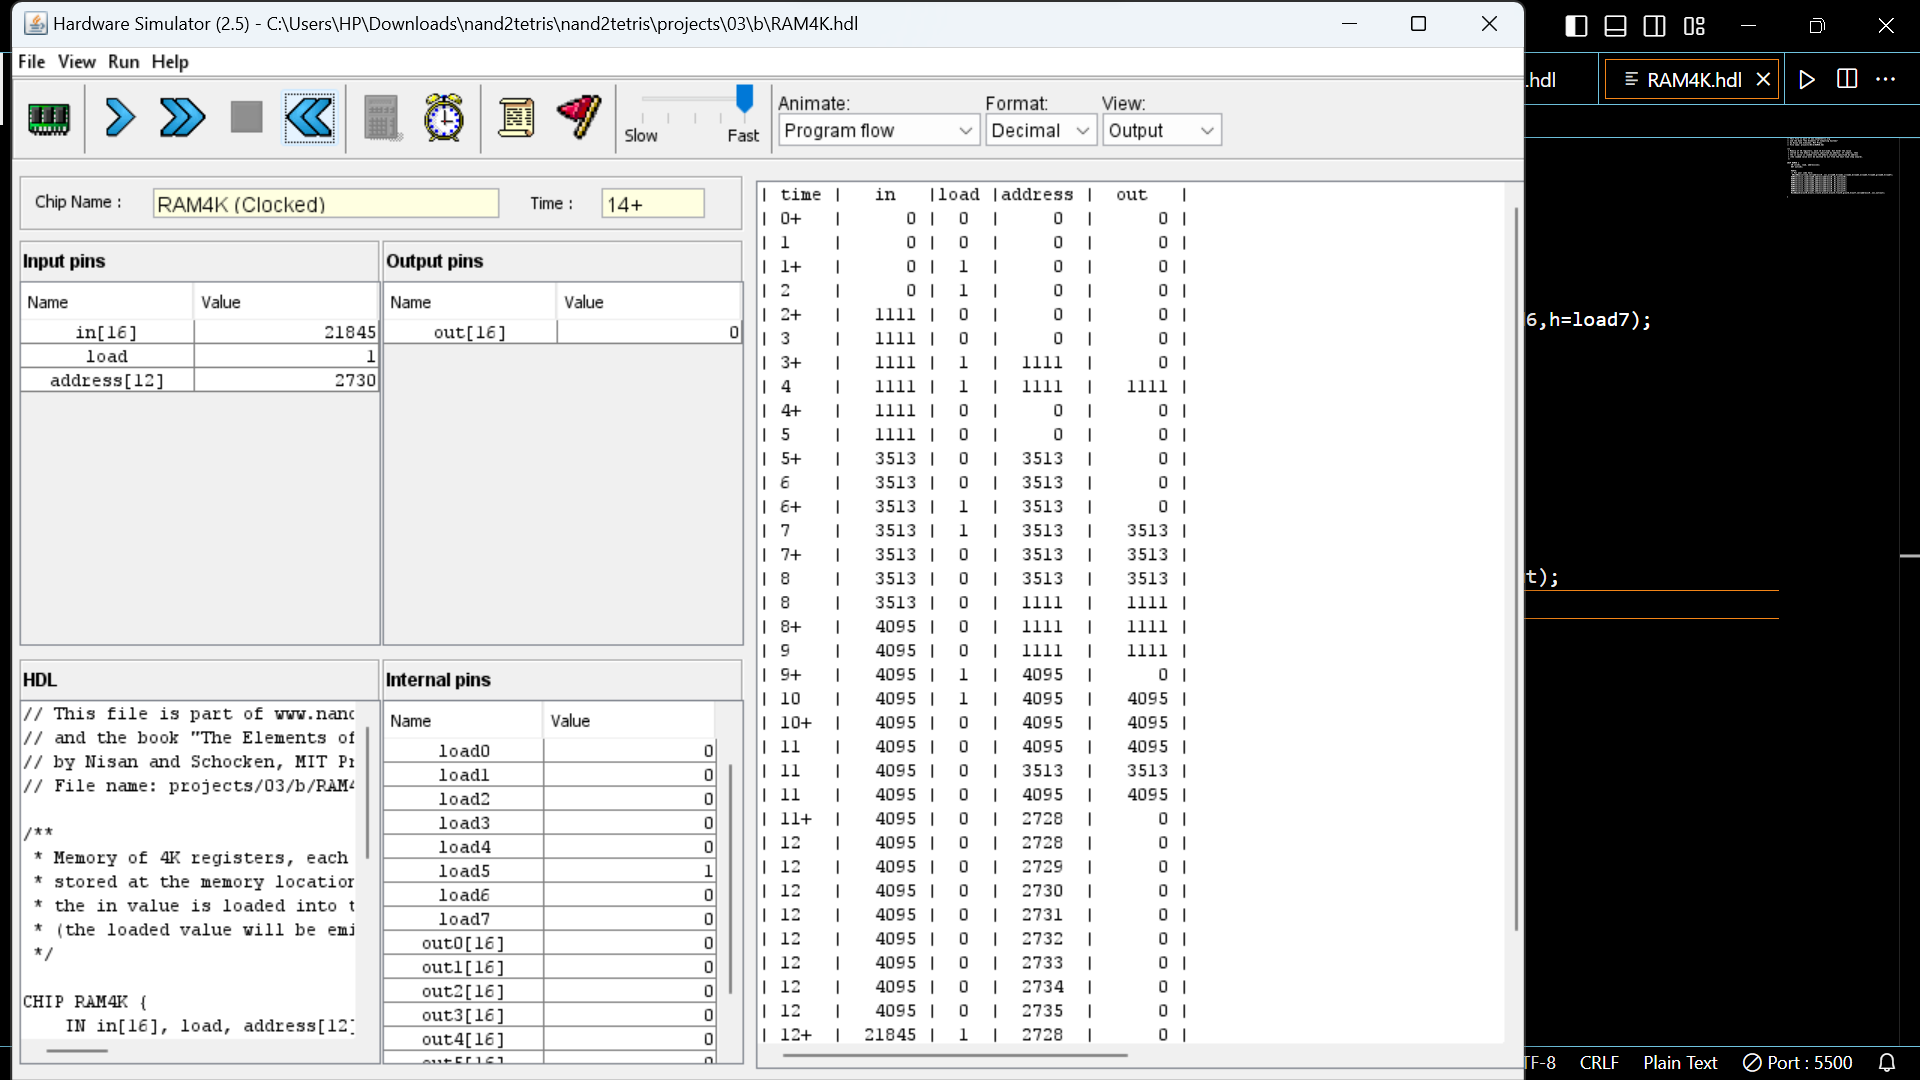 Hardware Simulator (2.5) - C:\Users\HP\Downloads\nand2tetris\nand2tetris\projects\03\b\RAM4K.hdl
File View Run Help
Slow Fast
Animate: Format: View:
Program flow Decimal Output
.hdl RAM4K.hdl
Chip Name : RAM4K (Clocked) Time : 14+
Input pins
Name Value
in[16] 21845
load 1
address[12] 2730
Output pins
Name Value
out[16] 0
HDL
// This file is part of www.nand
// and the book "The Elements of
// by Nisan and Schocken, MIT Pr
// File name: projects/03/b/RAM4
/**
* Memory of 4K registers, each
* stored at the memory location
* the in value is loaded into t
* (the loaded value will be emi
*/
CHIP RAM4K {
IN in[16], load, address[12]
Internal pins
Name Value
load0 0
load1 0
load2 0
load3 0
load4 0
load5 1
load6 0
load7 0
out0[16] 0
out1[16] 0
out2[16] 0
out3[16] 0
out4[16] 0
out5[16] 0
| time | in |load |address | out |
| 0+ | 0 | 0 | 0 | 0 |
| 1 | 0 | 0 | 0 | 0 |
| 1+ | 0 | 1 | 0 | 0 |
| 2 | 0 | 1 | 0 | 0 |
| 2+ | 1111 | 0 | 0 | 0 |
| 3 | 1111 | 0 | 0 | 0 |
| 3+ | 1111 | 1 | 1111 | 0 |
| 4 | 1111 | 1 | 1111 | 1111 |
| 4+ | 1111 | 0 | 0 | 0 |
| 5 | 1111 | 0 | 0 | 0 |
| 5+ | 3513 | 0 | 3513 | 0 |
| 6 | 3513 | 0 | 3513 | 0 |
| 6+ | 3513 | 1 | 3513 | 0 |
| 7 | 3513 | 1 | 3513 | 3513 |
| 7+ | 3513 | 0 | 3513 | 3513 |
| 8 | 3513 | 0 | 3513 | 3513 |
| 8 | 3513 | 0 | 1111 | 1111 |
| 8+ | 4095 | 0 | 1111 | 1111 |
| 9 | 4095 | 0 | 1111 | 1111 |
| 9+ | 4095 | 1 | 4095 | 0 |
| 10 | 4095 | 1 | 4095 | 4095 |
| 10+ | 4095 | 0 | 4095 | 4095 |
| 11 | 4095 | 0 | 4095 | 4095 |
| 11 | 4095 | 0 | 3513 | 3513 |
| 11 | 4095 | 0 | 4095 | 4095 |
| 11+ | 4095 | 0 | 2728 | 0 |
| 12 | 4095 | 0 | 2728 | 0 |
| 12 | 4095 | 0 | 2729 | 0 |
| 12 | 4095 | 0 | 2730 | 0 |
| 12 | 4095 | 0 | 2731 | 0 |
| 12 | 4095 | 0 | 2732 | 0 |
| 12 | 4095 | 0 | 2733 | 0 |
| 12 | 4095 | 0 | 2734 | 0 |
| 12 | 4095 | 0 | 2735 | 0 |
| 12+ | 21845 | 1 | 2728 | 0 |
6,h=load7);
t);
TF-8 CRLF Plain Text Port : 5500